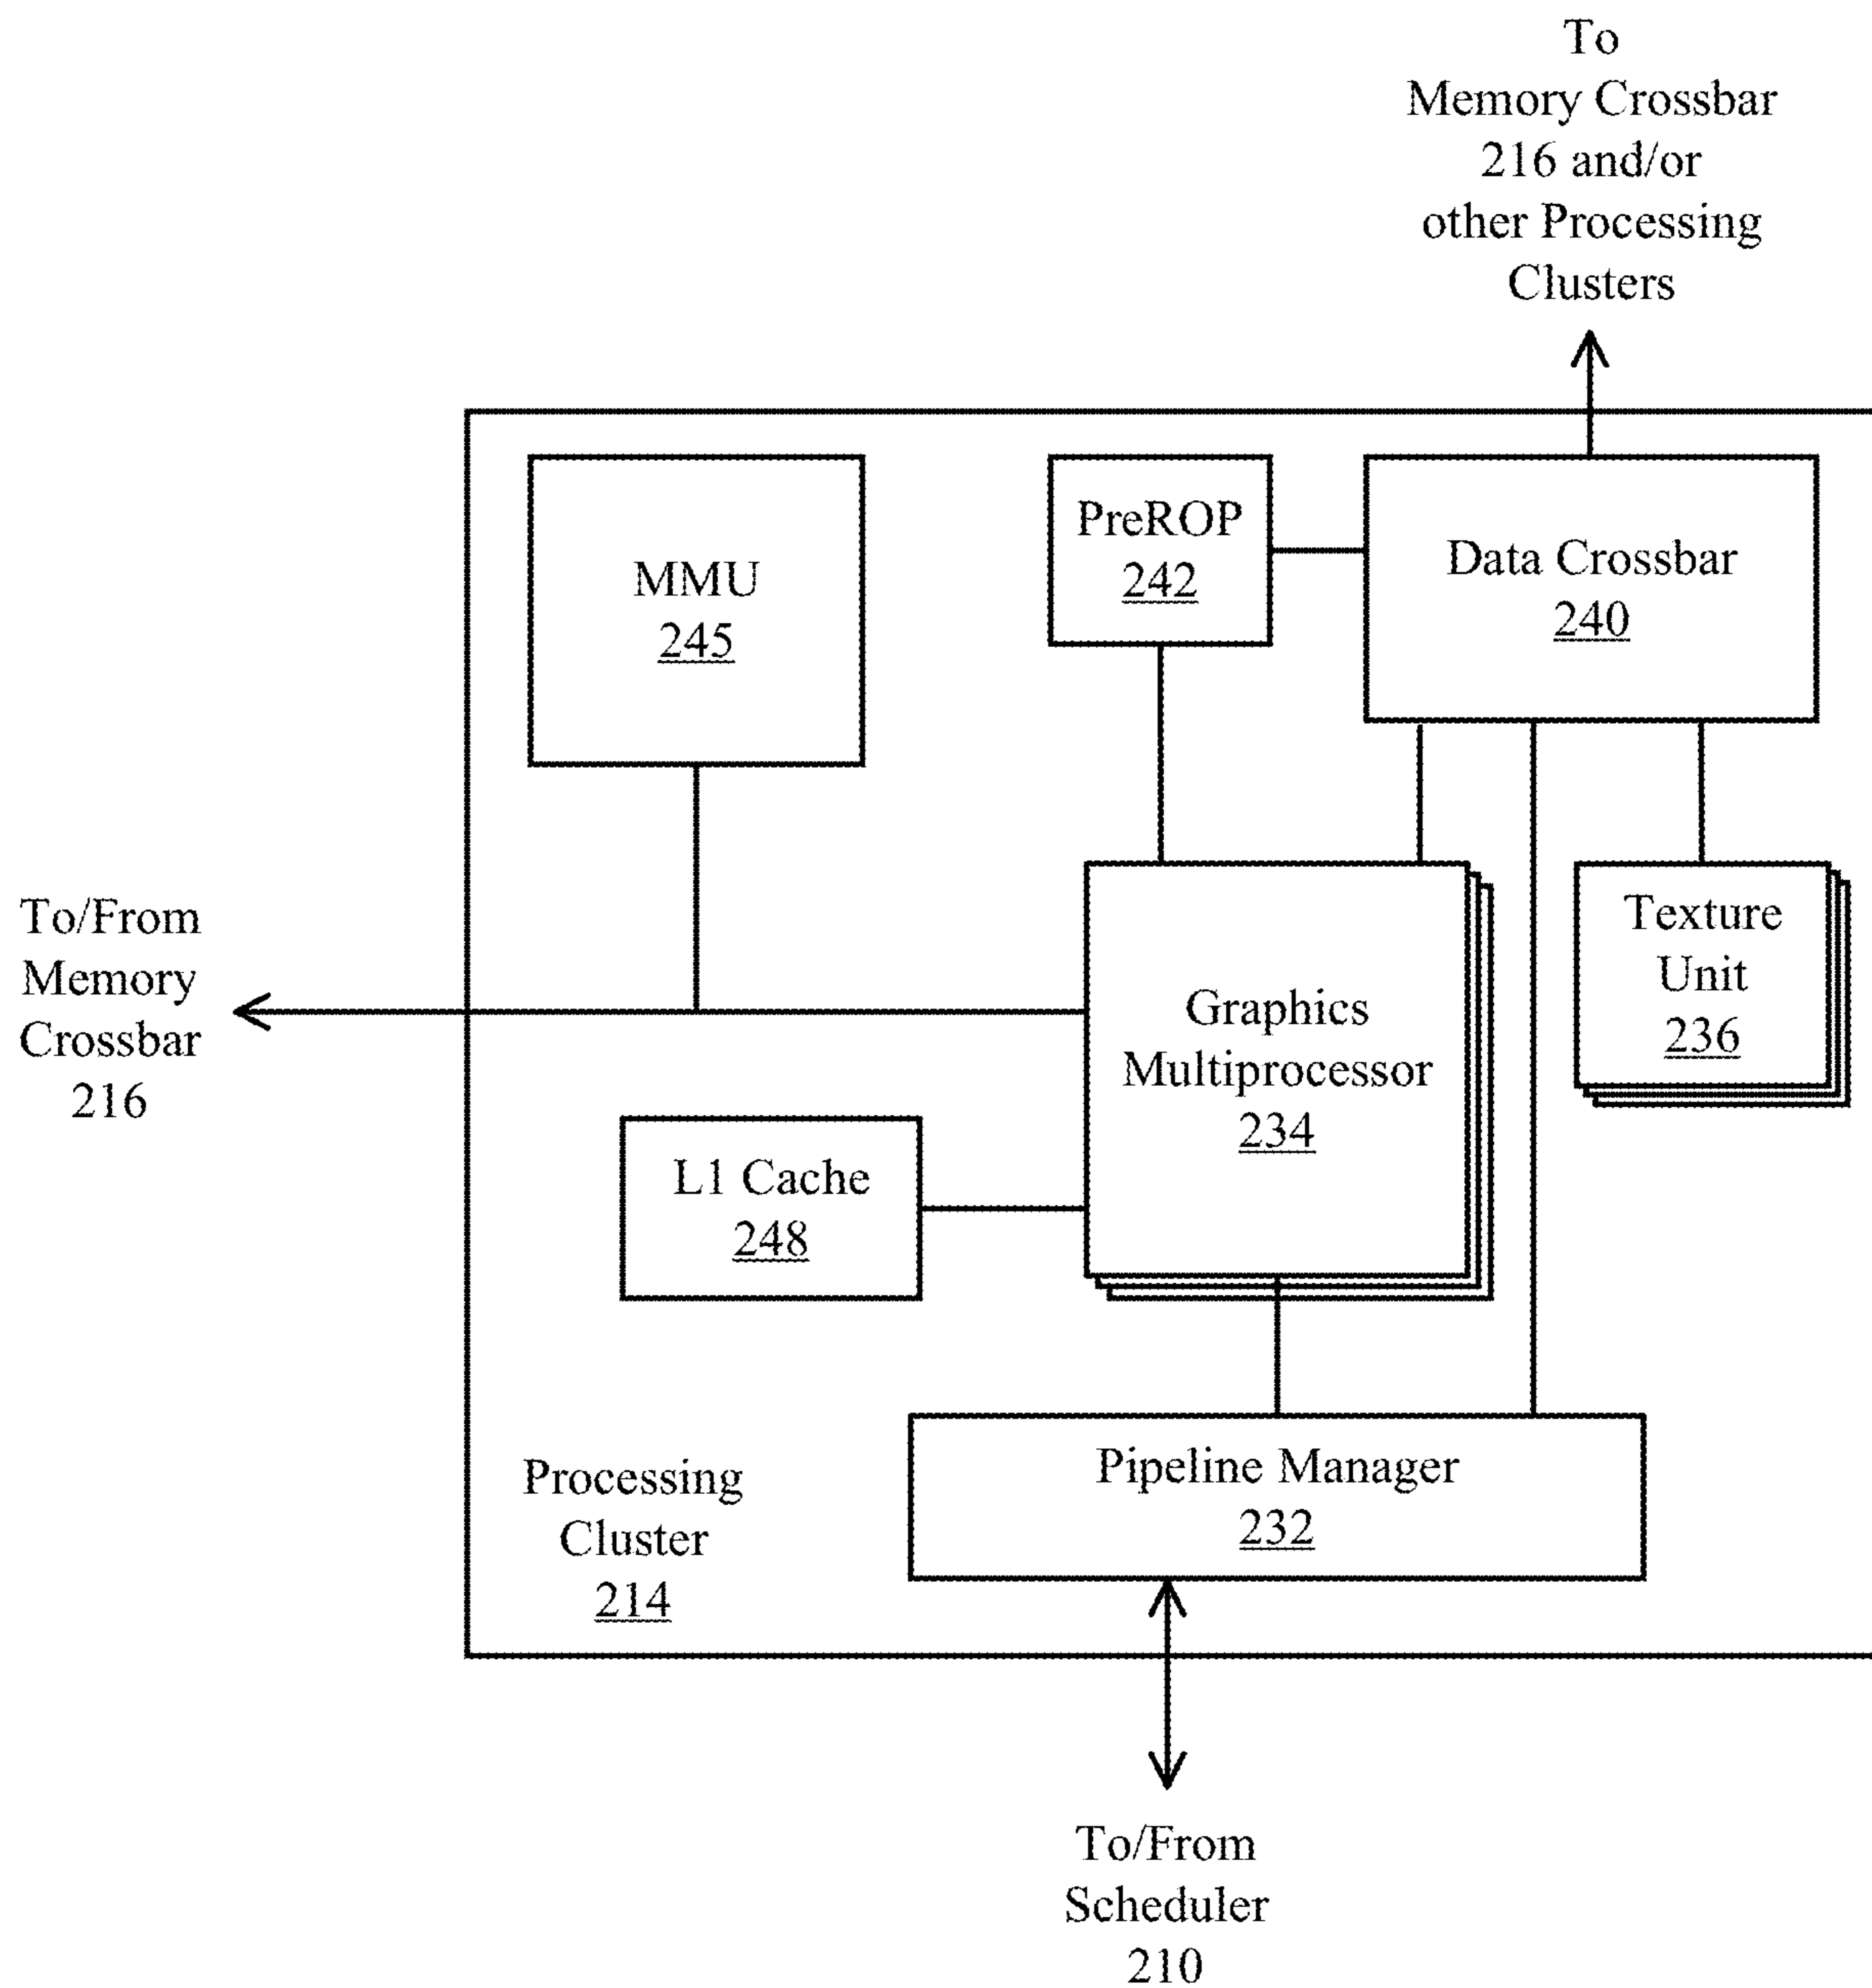 To
Memory Crossbar
216 and/or
other Processing
Clusters
MMU
245
PreROP
242
Data Crossbar
240
To/From
Memory
Crossbar
216
Graphics
Multiprocessor
234
Texture
Unit
236
L1 Cache
248
Pipeline Manager
232
Processing
Cluster
214
To/From
Scheduler
210